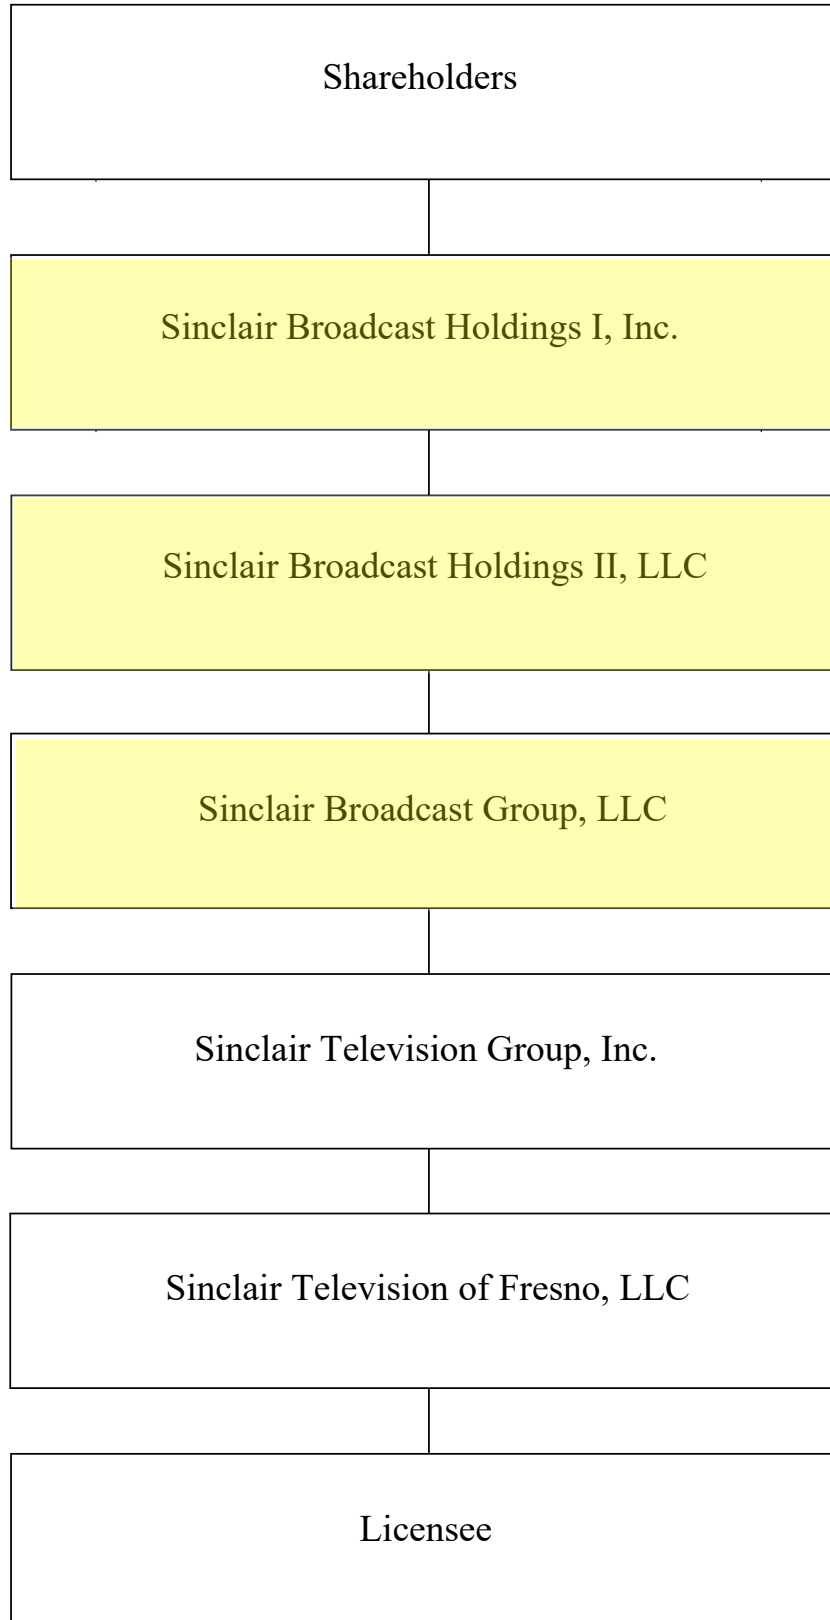 Shareholders
Sinclair Broadcast Holdings I, Inc.
Sinclair Broadcast Holdings II, LLC
Sinclair Broadcast Group, LLC
Sinclair Television Group, Inc.
Sinclair Television of Fresno, LLC
Licensee